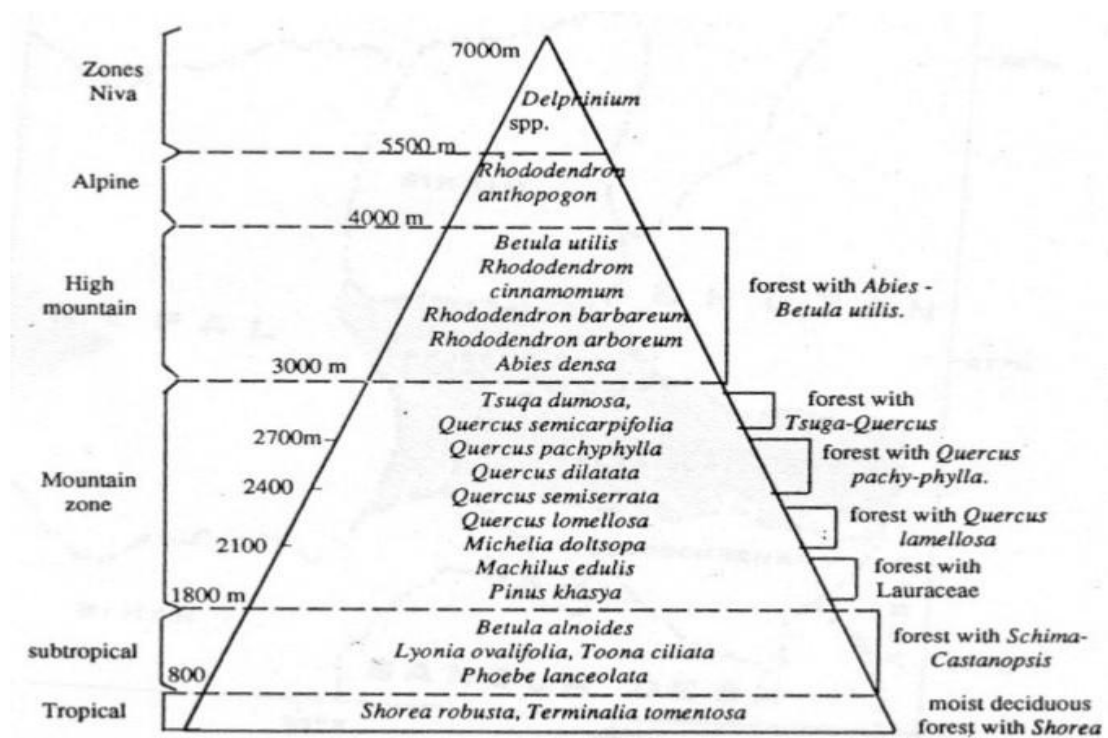 7000m
Zones
Niva
Delphinium
spp.
5500 m
Alpine
Rhododendron
anthopogon
4000 m
High
mountain
Betula utilis
Rhododendrom
cinnamomum
Rhododendron barbareum
Rhododendron arboreum
Abies densa
forest with Abies -
Betula utilis.
3000 m
Mountain
zone
2700m
2400
2100
Tsuqa dumosa,
Quercus semicarpifolia
Quercus pachyphylla
Quercus dilatata
Quercus semiserrata
Quercus lomellosa
Michelia doltsopa
Machilus edulis
Pinus khasya
forest with
Tsuga-Quercus
forest with Quercus
pachy-phylla.
forest with Quercus
lamellosa
forest with
Lauraceae
1800 m
subtropical
Betula alnoides
Lyonia ovalifolia, Toona ciliata
Phoebe lanceolata
forest with Schima-
Castanopsis
800
Tropical
Shorea robusta, Terminalia tomentosa
moist deciduous
forest with Shorea